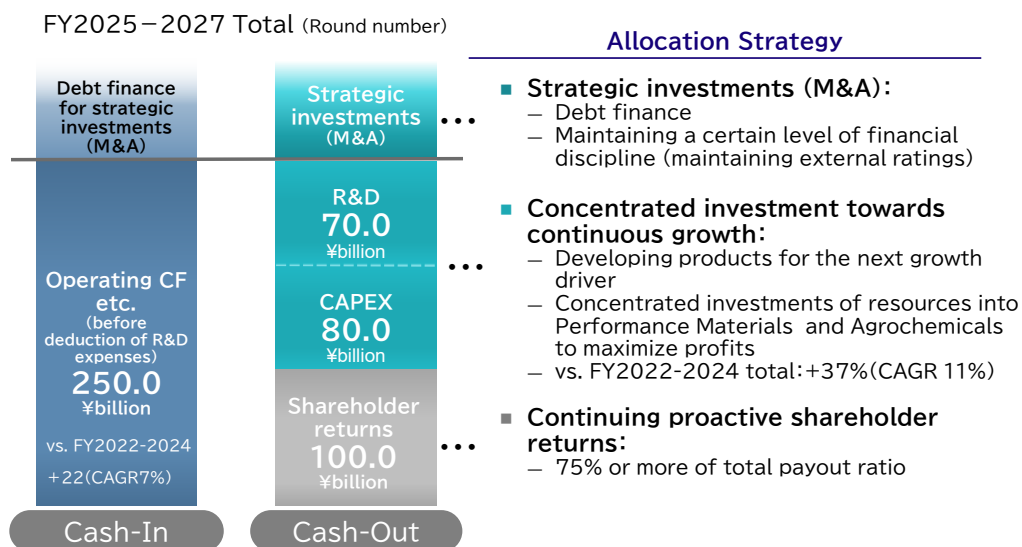 FY2025−2027 Total (Round number)
Debt finance
for strategic
investments
(M&A)
Operating CF
etc.
(before
deduction of R&D
expenses)
250.0
¥billion
vs. FY2022-2024
+22(CAGR7%)
Cash-In
Strategic
investments
(M&A)
R&D
70.0
¥billion
CAPEX
80.0
¥billion
Shareholder
returns
100.0
¥billion
Cash-Out
Allocation Strategy
■ Strategic investments (M&A):
— Debt finance
— Maintaining a certain level of financial
discipline (maintaining external ratings)
■ Concentrated investment towards
continuous growth:
— Developing products for the next growth
driver
— Concentrated investments of resources into
Performance Materials and Agrochemicals
to maximize profits
— vs. FY2022-2024 total:+37%(CAGR 11%)
■ Continuing proactive shareholder
returns:
— 75% or more of total payout ratio